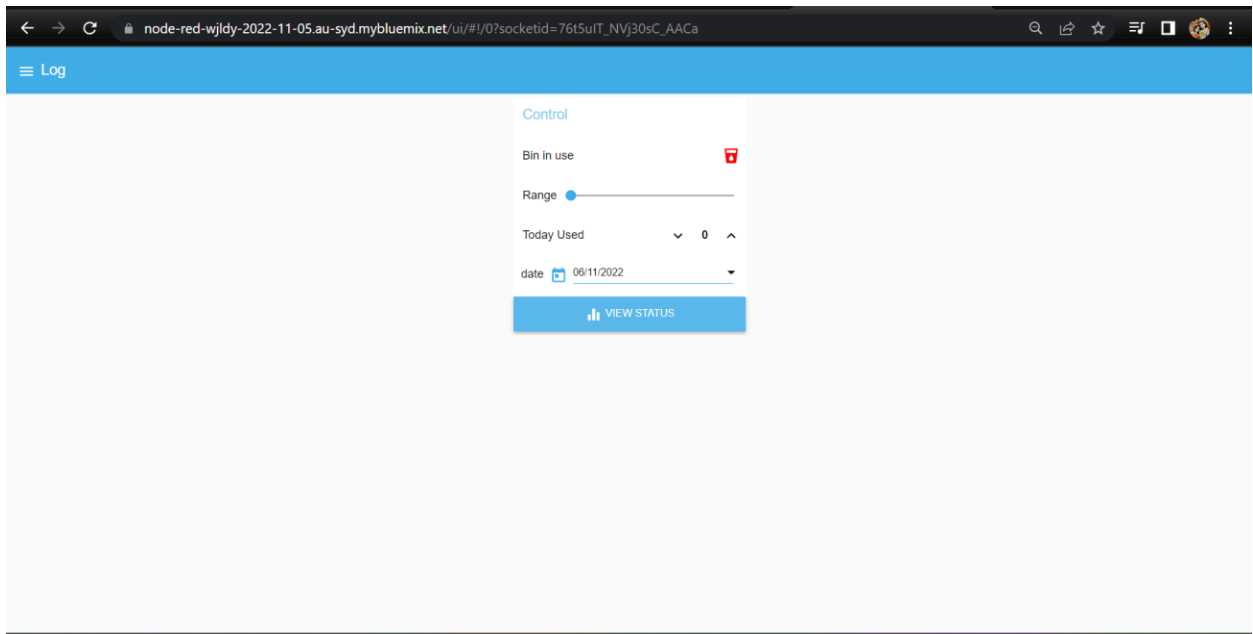 node-red-wjldy-2022-11-05.au-syd.mybluemix.net/ui/#!/0?socketid=76t5uIT_NVj30sC_AACa
Log
Control
Bin in use
Range
Today Used 0
date 06/11/2022
VIEW STATUS